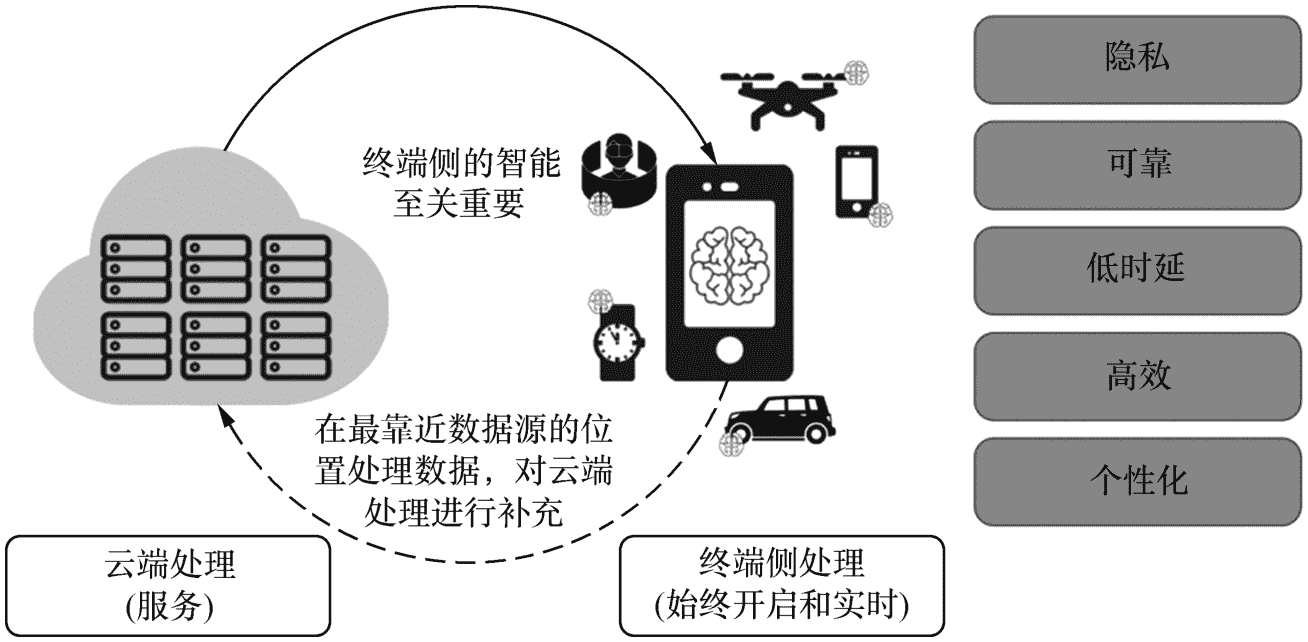 终端侧的智能
至关重要
在最靠近数据源的位
置处理数据，对云端
处理进行补充
云端处理
(服务)
终端侧处理
(始终开启和实时)
隐私
可靠
低时延
高效
个性化